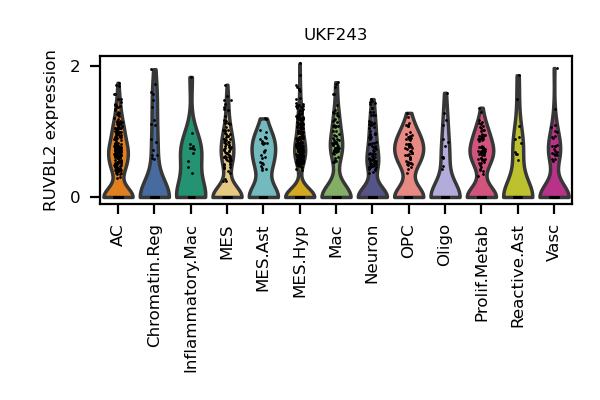 UKF243
RUVBL2 expression
2
0
AC
Chromatin.Reg
Inflammatory.Mac
MES
MES.Ast
MES.Hyp
Mac
Neuron
OPC
Oligo
Prolif.Metab
Reactive.Ast
Vasc